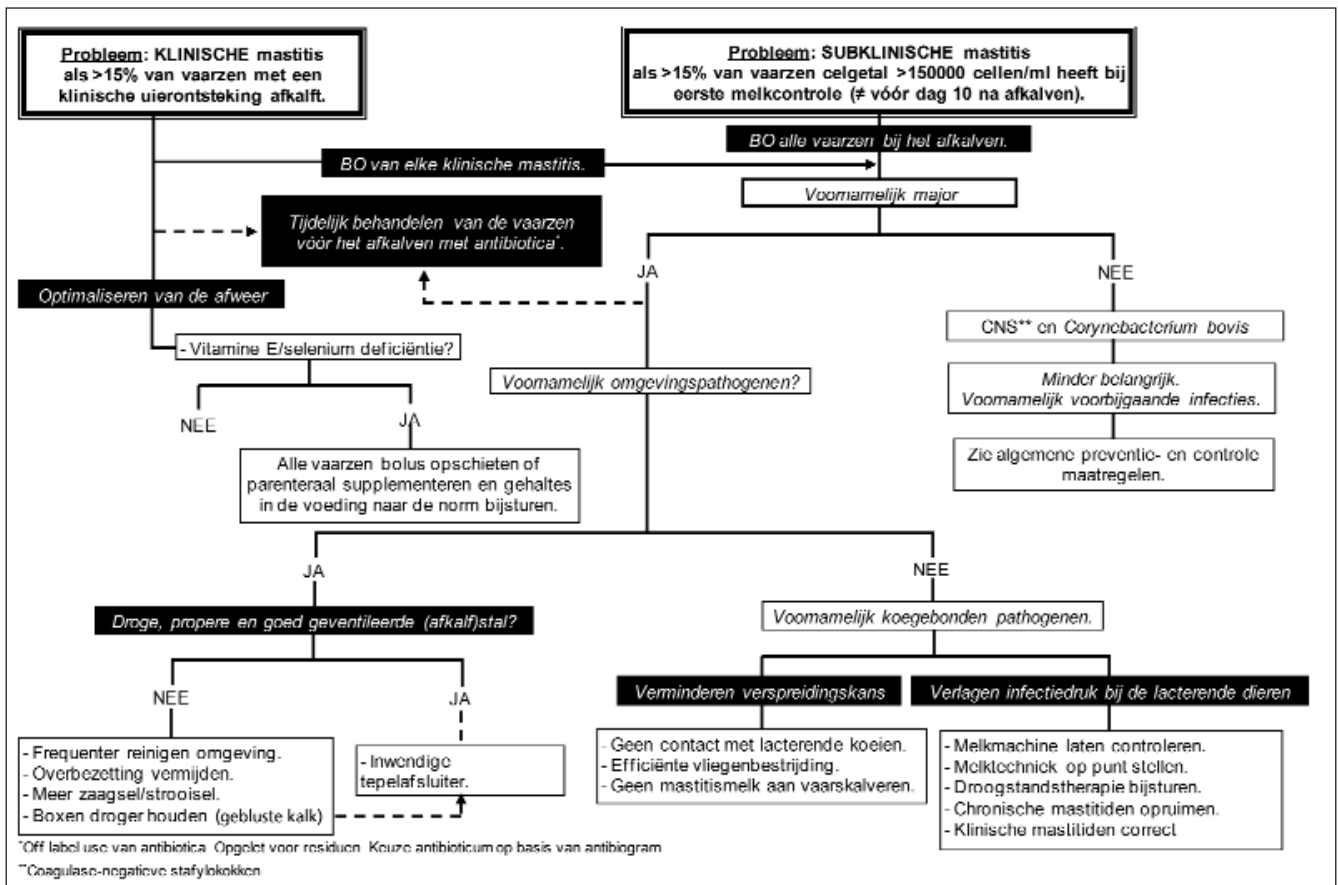 Probleem: KLINISCHE mastitis
als >15% van vaarzen met een
klinische uierontsteking afkalft.
Probleem: SUBKLINISCHE mastitis
als >15% van vaarzen celgetal >150000 cellen/ml heeft bij
eerste melkcontrole (≠ vóór dag 10 na afkalven).
BO alle vaarzen bij het afkalven.
BO van elke klinische mastitis.
Voornamelijk major
Tijdelijk behandelen van de vaarzen
vóór het afkalven met antibiotica*.
JA
NEE
Optimaliseren van de afweer
CNS** en Corynebacterium bovis
- Vitamine E/selenium deficiëntie?
Voornamelijk omgevingspathogenen?
Minder belangrijk.
Voornamelijk voorbijgaande infecties.
NEE
JA
Alle vaarzen bolus opschieten of
parenteraal supplementeren en gehaltes
in de voeding naar de norm bijsturen.
Zie algemene preventie- en controle
maatregelen.
JA
NEE
Droge, propere en goed geventileerde (afkalf)stal?
Voornamelijk koegebonden pathogenen.
NEE
JA
Verminderen verspreidingskans
Verlagen infectiedruk bij de lacterende dieren
- Frequenter reinigen omgeving.
- Overbezetting vermijden.
- Meer zaagsel/strooisel.
- Boxen droger houden (gebluste kalk)
- Inwendige
tepelafsluiter.
- Geen contact met lacterende koeien.
- Efficiënte vliegenbestrijding.
- Geen mastitismelk aan vaarskalveren.
- Melkmachine laten controleren.
- Melktechniek op punt stellen.
- Droogstandstherapie bijsturen.
- Chronische mastitiden opruimen.
- Klinische mastitiden correct
*Off label use van antibiotica. Opgelet voor residuen. Keuze antibioticum op basis van antibiogram
**Coagulase-negatieve stafylokokken